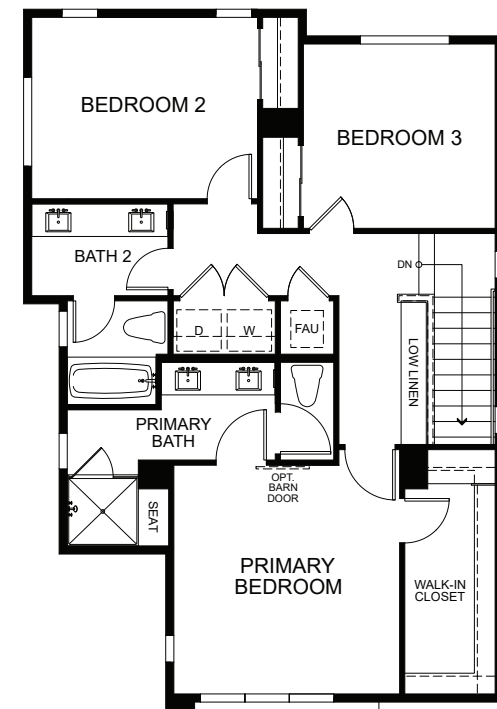 BEDROOM 2
BEDROOM 3
BATH 2
DN
D
W
FAU
LOW LINEN
PRIMARY
BATH
OPT.
BARN
DOOR
SEAT
PRIMARY
BEDROOM
WALK-IN
CLOSET